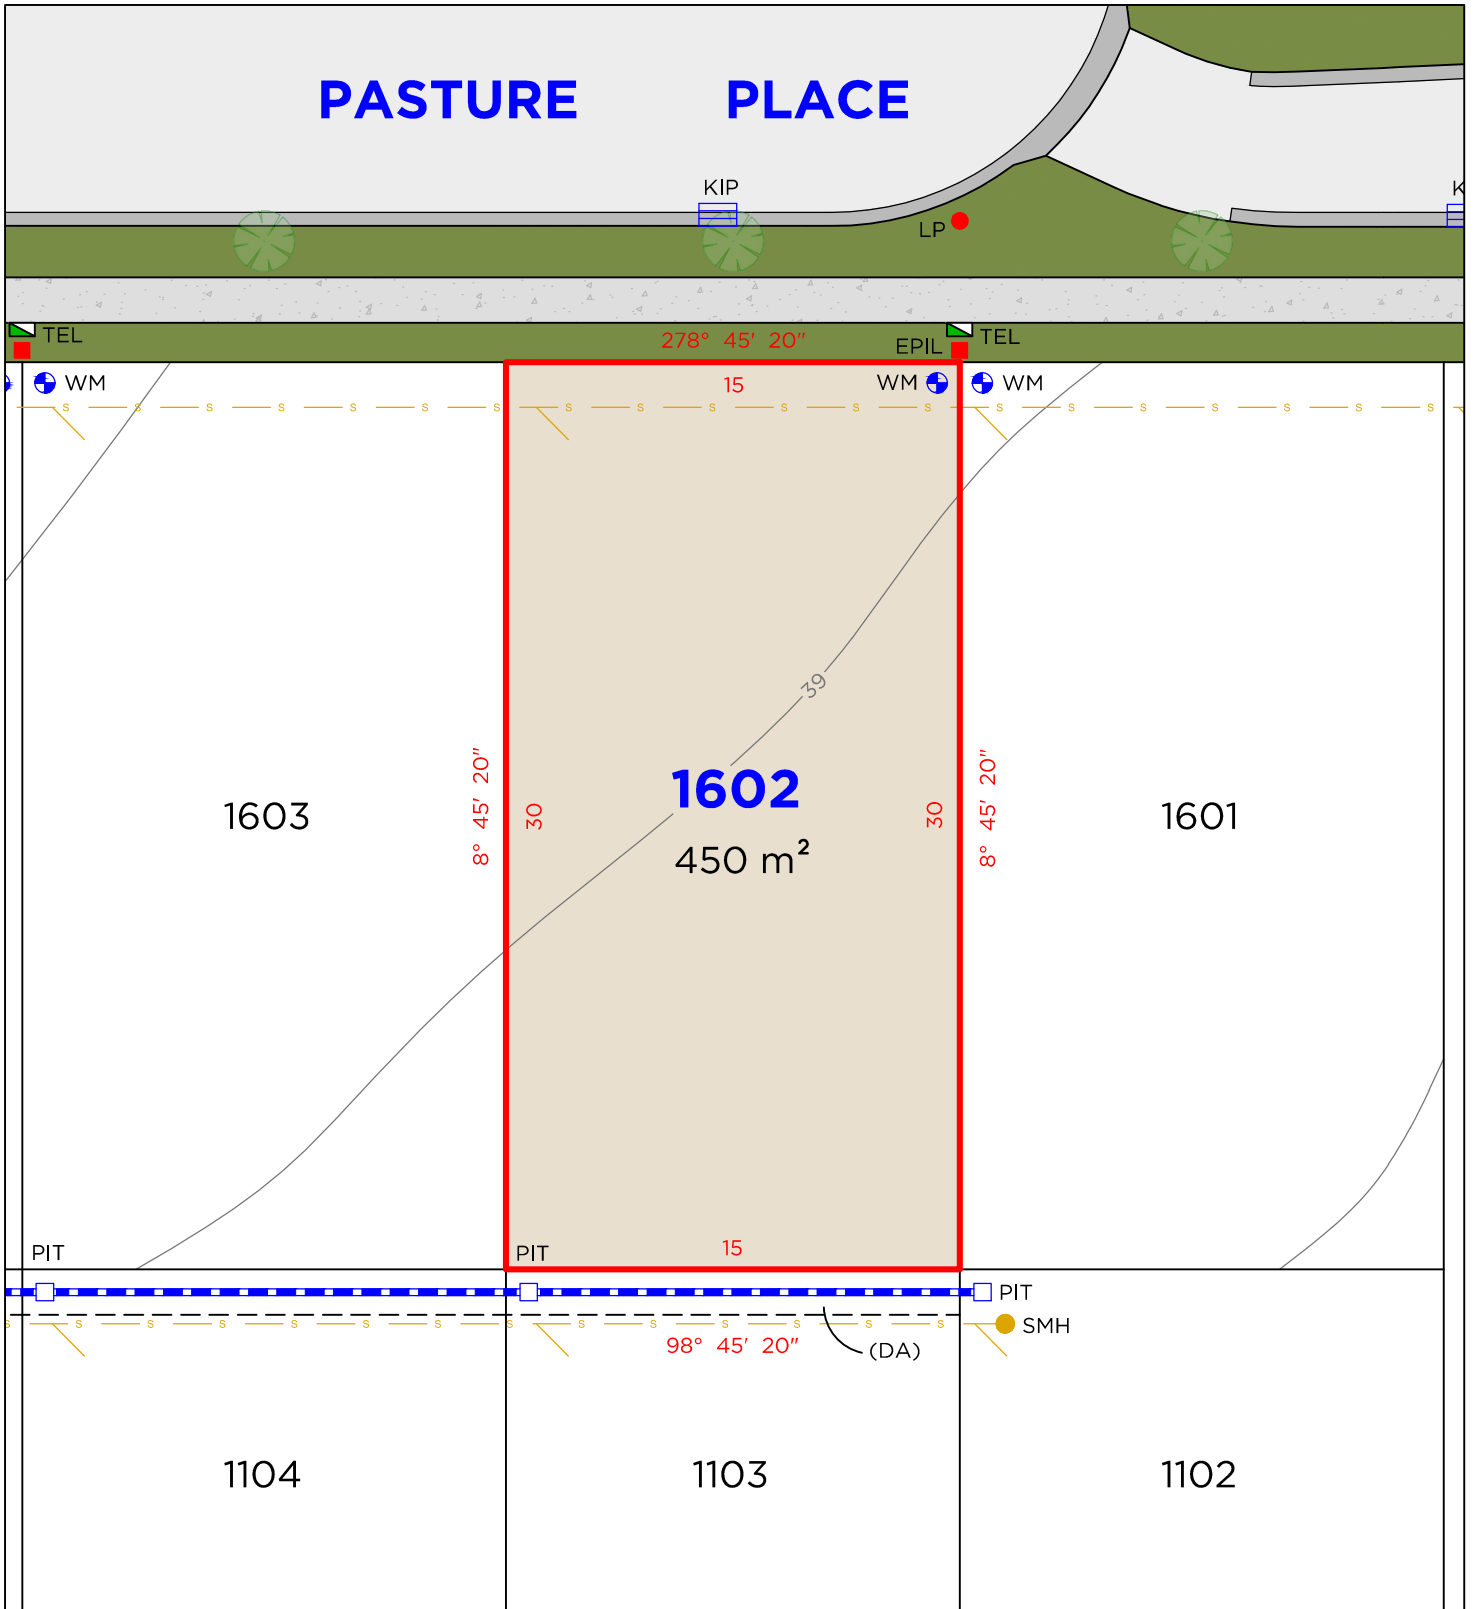 PASTURE PLACE
KIP
K
LP
TEL
278° 45' 20"
EPIL
TEL
WM
15
WM
WM
s s s s s s s s s s s s s s s s s s s s
39
1603
8° 45' 20"
30
1602
450 m²
30
8° 45' 20"
1601
PIT
PIT
15
PIT
s s s s s s s s s s s s s s
SMH
98° 45' 20"
(DA)
1104
1103
1102